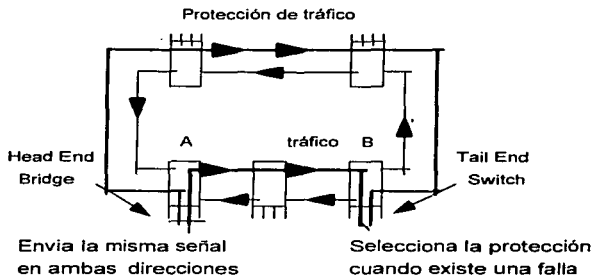 Protección de tráfico
A
tráfico
B
Head End
Bridge
Tail End
Switch
Envia la misma señal
en ambas direcciones
Selecciona la protección
cuando existe una falla